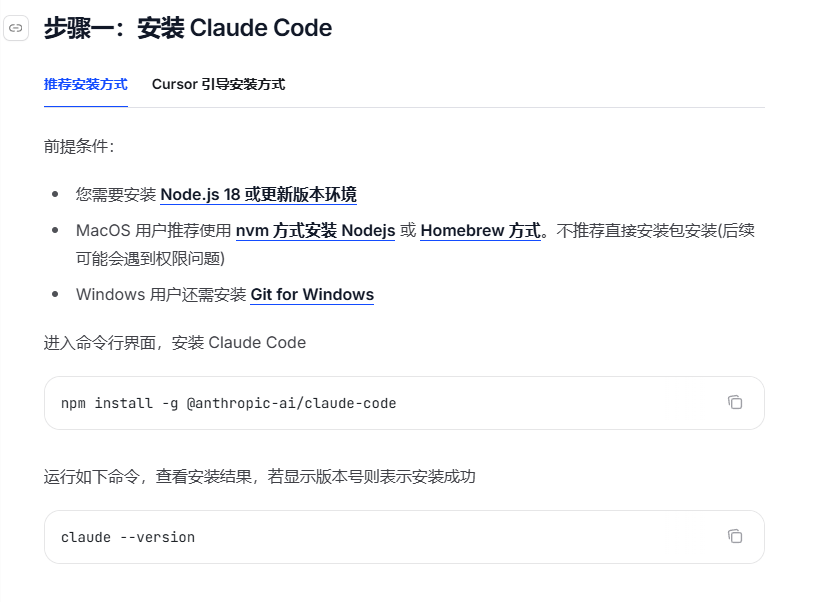 步骤一：安装 Claude Code
推荐安装方式
Cursor 引导安装方式
前提条件：
您需要安装 Node.js 18 或更新版本环境
MacOS 用户推荐使用 nvm 方式安装 Nodejs 或 Homebrew 方式。不推荐直接安装包安装(后续
可能会遇到权限问题)
Windows 用户还需安装 Git for Windows
进入命令行界面，安装 Claude Code
npm install -g @anthropic-ai/claude-code
运行如下命令，查看安装结果，若显示版本号则表示安装成功
claude --version